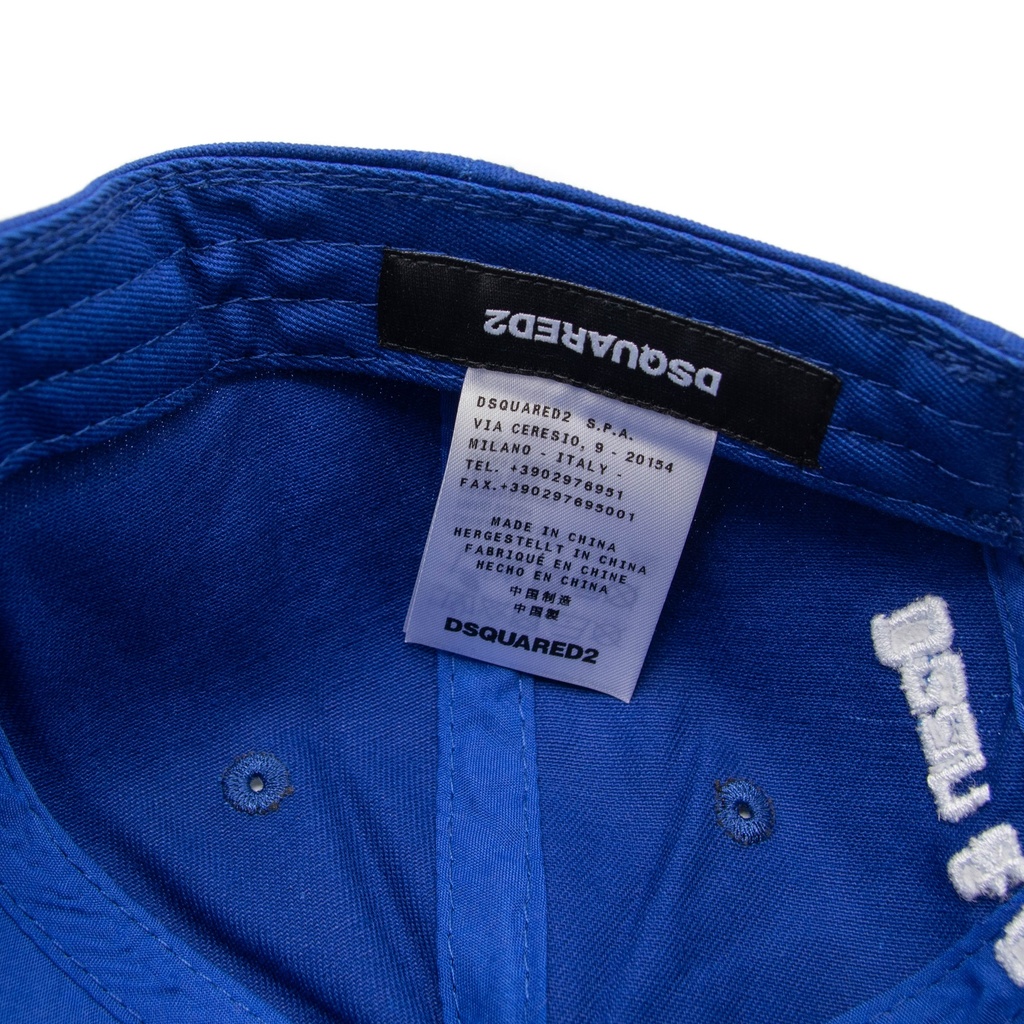 DSQUARED2
DSQUARED2 S.P.A.
VIA CERESIO, 9 - 20154
MILANO - ITALY -
TEL. +3902976951
FAX.+390297695001
MADE IN CHINA
HERGESTELLT IN CHINA
FABRIQUÉ EN CHINE
HECHO EN CHINA
中国制造
中国製
DSQUARED2